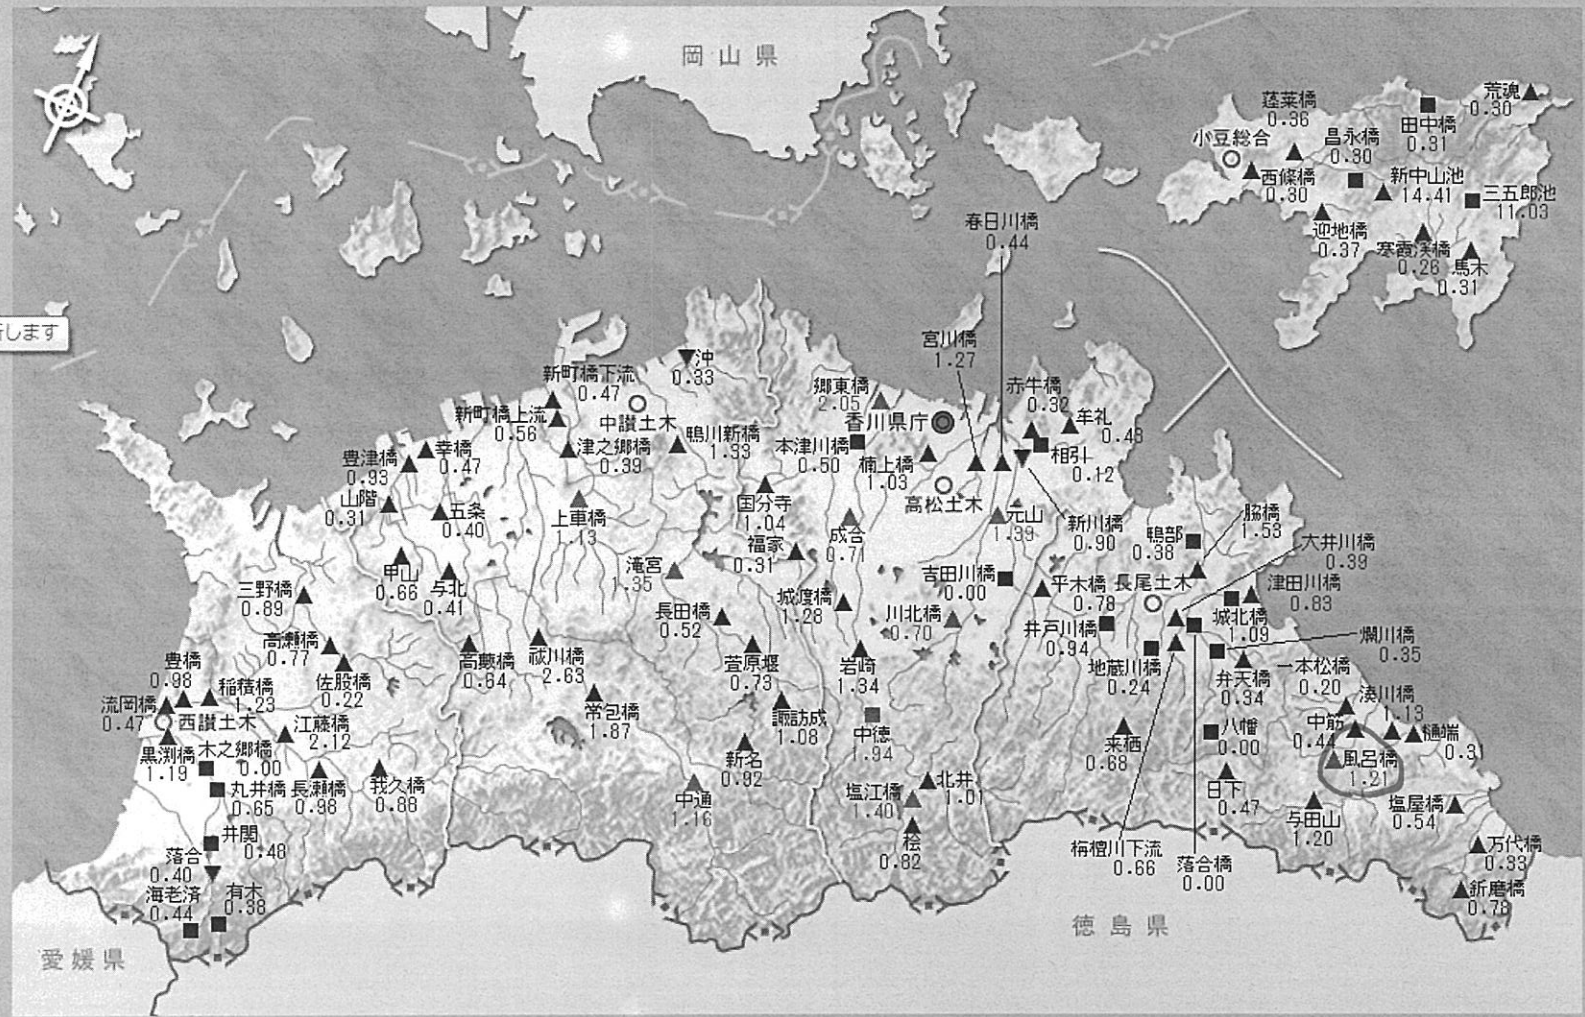 岡山県
荒魂
0.30
蓬莱橋
0.36
田中橋
0.31
昌永橋
0.30
小豆総合
西條橋
0.30
新中山池
14.41
三五郎池
11.03
迎地橋
0.37
寒霞渓橋
0.26
馬木
0.31
春日川橋
0.44
新します
宮川橋
1.27
沖
0.33
新町橋下流
0.47
郷東橋
2.05
赤牛橋
0.32
新町橋上流
0.56
中讃土木
香川県庁
牟礼
0.43
鴨川新橋
1.33
本津川橋
0.50
津之郷橋
0.39
幸橋
0.47
豊津橋
0.93
楠上橋
1.03
相引
0.12
山階
0.31
五条
0.40
上車橋
1.13
国分寺
1.04
高松土木
成合
0.71
元山
1.39
新川橋
0.90
脇橋
1.53
鴨部
0.38
福家
0.31
大井川橋
0.39
甲山
0.66
与北
0.41
滝宮
1.35
吉田川橋
0.00
平木橋
0.78
長尾土木
津田川橋
0.83
三野橋
0.89
城渡橋
1.28
長田橋
0.52
川北橋
0.70
井戸川橋
0.94
城北橋
1.09
爛川橋
0.35
高瀬橋
0.77
佐股橋
0.22
高藪橋
0.64
祓川橋
2.63
萱原堰
0.73
岩崎
1.34
地蔵川橋
0.24
弁天橋
0.34
一本松橋
0.20
豊橋
0.98
稲積橋
1.23
流岡橋
0.47
西讃土木
江藤橋
2.12
常包橋
1.87
諏訪成
1.08
中徳
1.94
来栖
0.68
八幡
0.00
湊川橋
1.13
中筋
0.44
樋端
0.3
黒渕橋
1.19
木之郷橋
0.00
丸井橋
0.65
長瀬橋
0.98
我久橋
0.88
新名
0.92
風呂橋
1.21
日下
0.47
中通
1.16
塩江橋
1.40
北井
1.01
与田山
1.20
塩屋橋
0.54
井関
0.48
桧
0.82
栴檀川下流
0.66
落合橋
0.00
万代橋
0.33
落合
0.40
海老済
0.44
有木
0.38
釿磨橋
0.78
徳島県
愛媛県